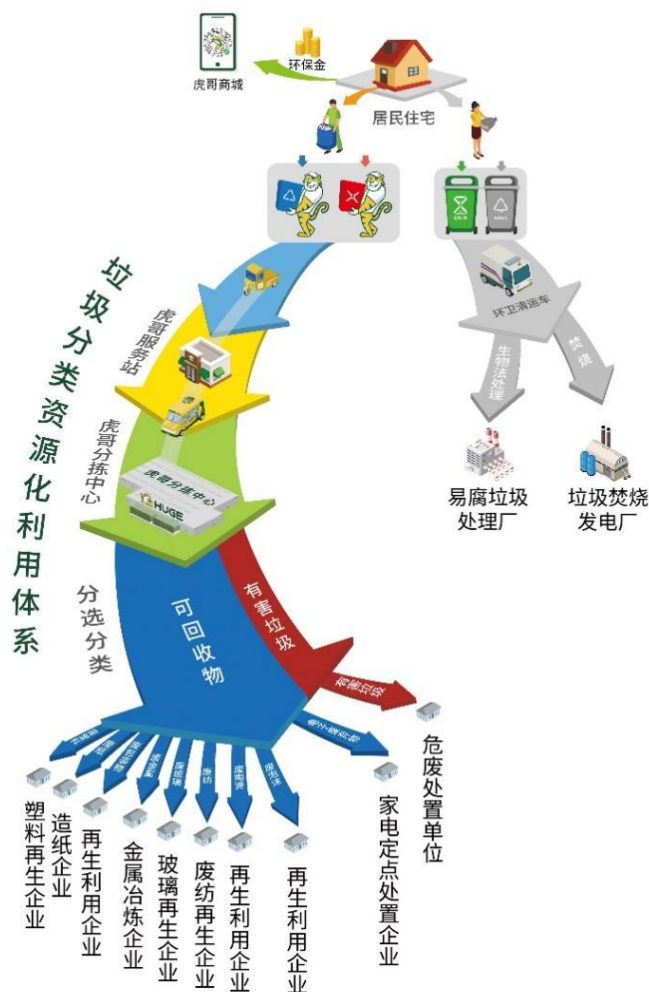 环保金
虎哥商城
居民住宅
环卫清运车
生物法处理
焚烧
易腐垃圾
处理厂
垃圾焚烧
发电厂
垃圾分类资源化利用体系
虎哥服务站
虎哥分拣中心
虎哥分拣中心
HUGE
分选分类
可回收物
有害垃圾
有害垃圾
危废处置单位
家电定点处置企业
塑料再生企业
造纸企业
再生利用企业
金属冶炼企业
玻璃再生企业
废纺再生企业
再生利用企业
再生利用企业